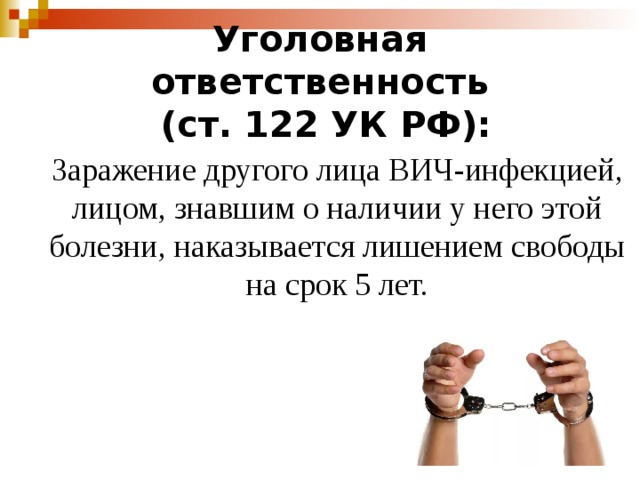 Уголовная
ответственность
(ст. 122 УК РФ):
Заражение другого лица ВИЧ-инфекцией,
лицом, знавшим о наличии у него этой
болезни, наказывается лишением свободы
на срок 5 лет.